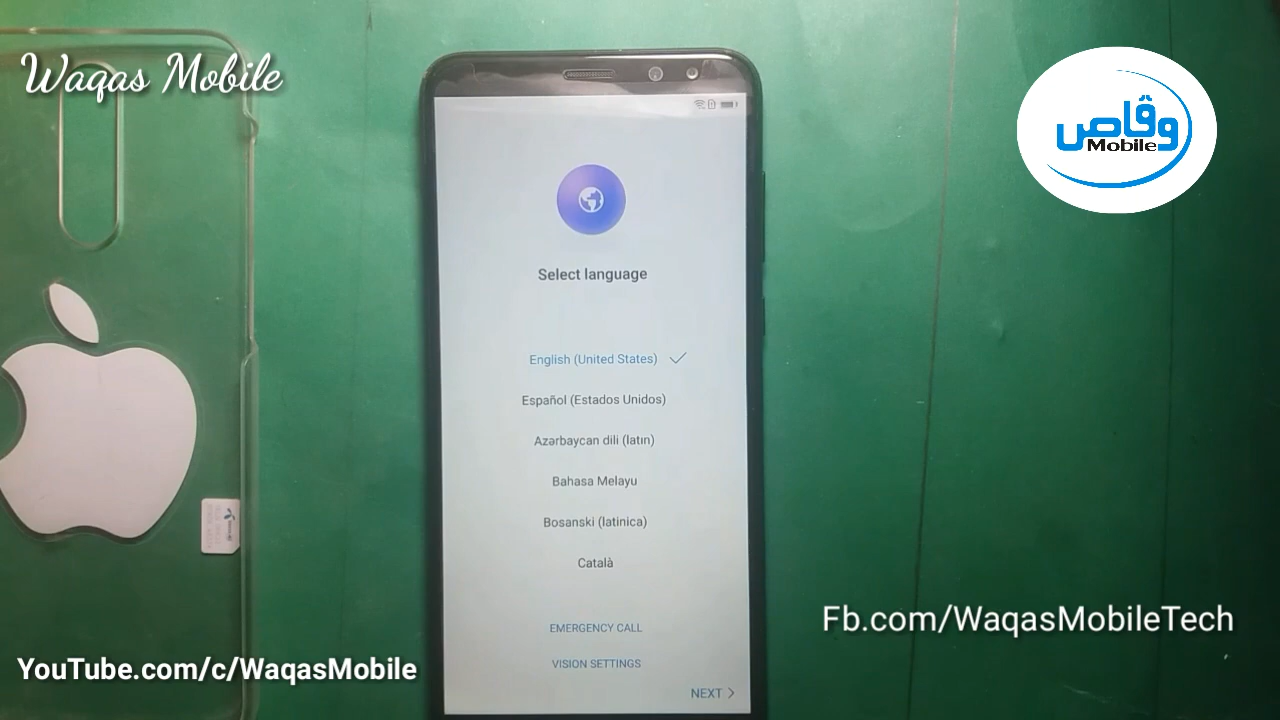 Waqas Mobile
وقاص
Mobile
Select language
English (United States)
Español (Estados Unidos)
Azərbaycan dili (latın)
Bahasa Melayu
Bosanski (latinica)
Català
EMERGENCY CALL
VISION SETTINGS
NEXT
Fb.com/WaqasMobileTech
YouTube.com/c/WaqasMobile